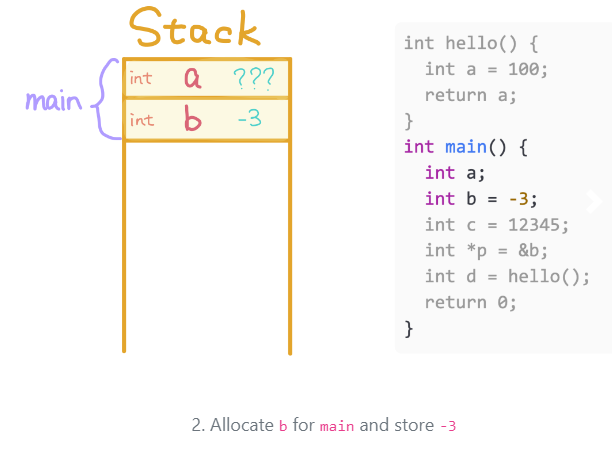 Stack
main
int a ???
int b -3
int hello() {
int a = 100;
return a;
}
int main() {
int a;
int b = -3;
int c = 12345;
int *p = &b;
int d = hello();
return 0;
}
2. Allocate b for main and store -3